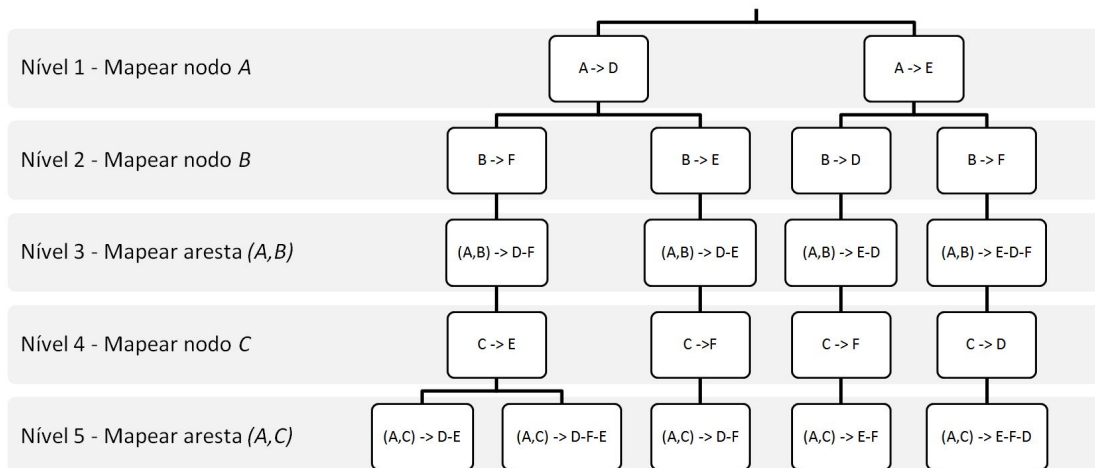 Nível 1 - Mapear nodo A
A -> D
A -> E
Nível 2 - Mapear nodo B
B -> F
B -> E
B -> D
B -> F
Nível 3 - Mapear aresta (A,B)
(A,B) -> D-F
(A,B) -> D-E
(A,B) -> E-D
(A,B) -> E-D-F
Nível 4 - Mapear nodo C
C -> E
C ->F
C -> F
C -> D
Nível 5 - Mapear aresta (A,C)
(A,C) -> D-E
(A,C) -> D-F-E
(A,C) -> D-F
(A,C) -> E-F
(A,C) -> E-F-D